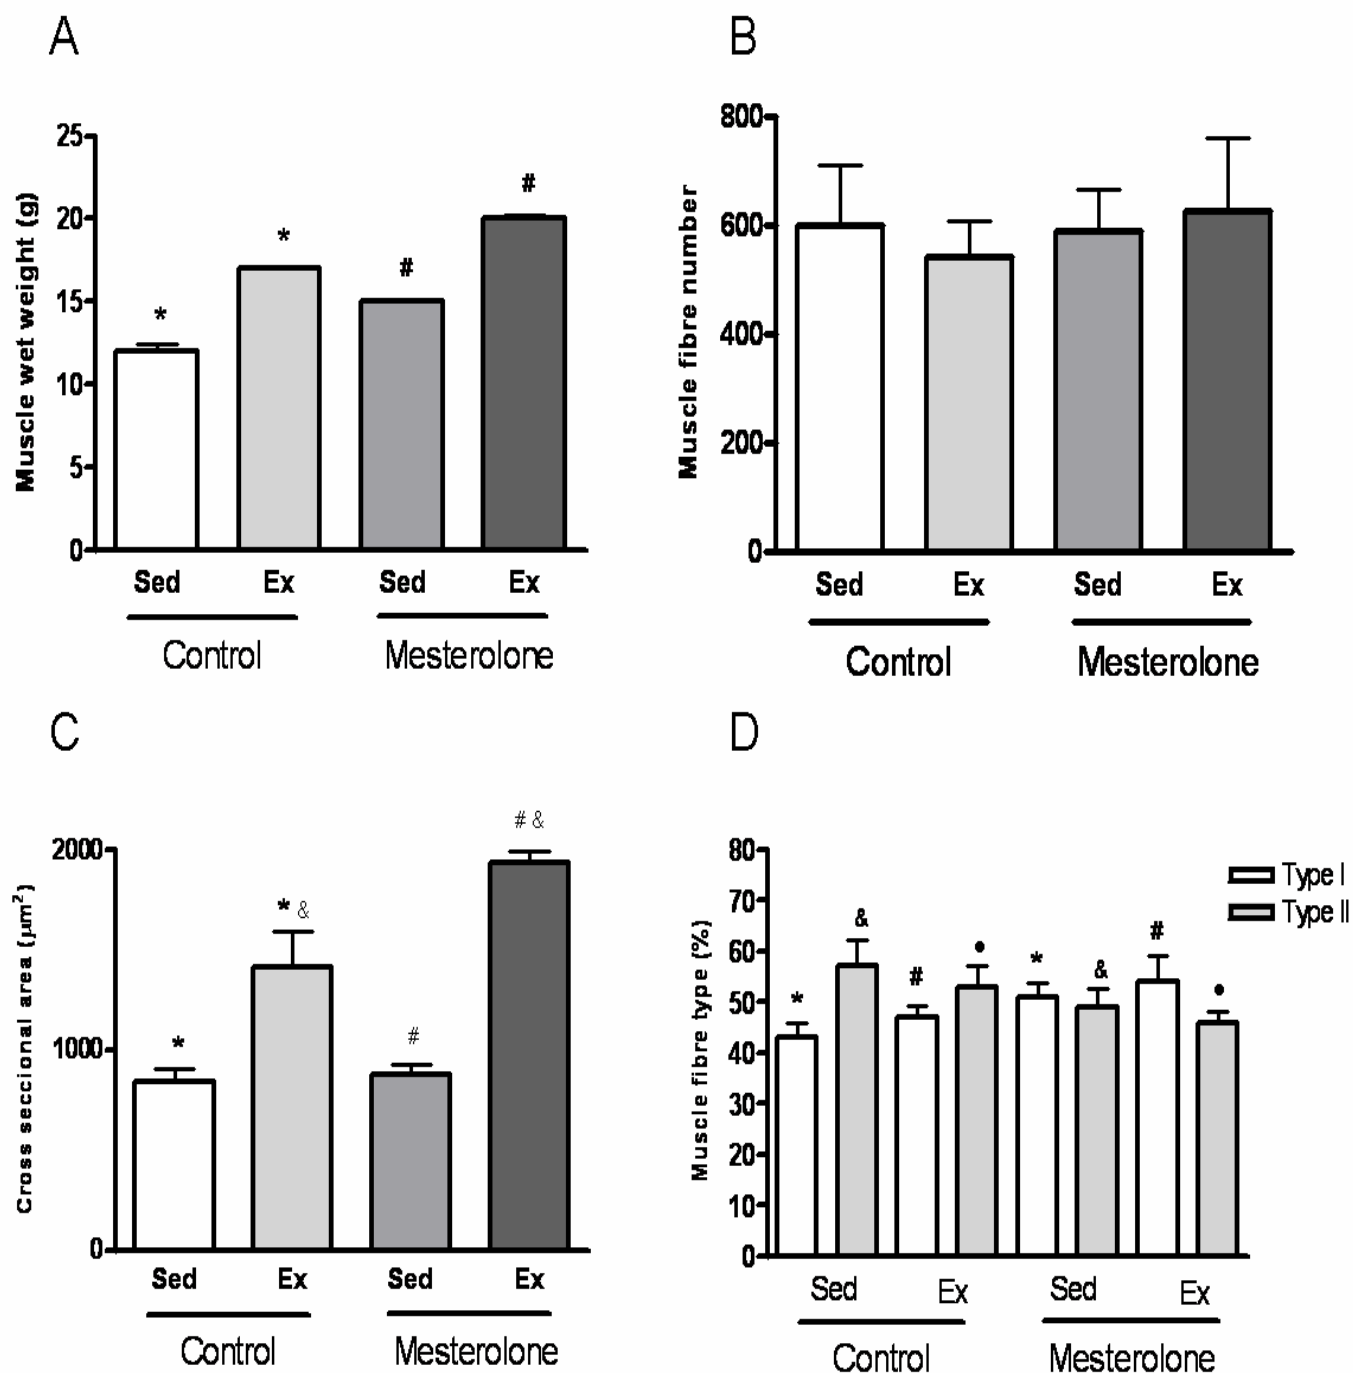 A
Muscle wet weight (g)
25
20
15
10
5
0
*
*
#
#
Sed Ex Sed Ex
Control Mesterolone
B
Muscle fibre number
800
600
400
200
0
Sed Ex Sed Ex
Control Mesterolone
C
Cross seccional area (μm²)
2000
1000
0
*
* &
#
# &
Sed Ex Sed Ex
Control Mesterolone
D
Muscle fibre type (%)
80
70
60
50
40
30
20
10
0
*
&
#
•
*
&
#
•
Type I
Type II
Sed Ex Sed Ex
Control Mesterolone